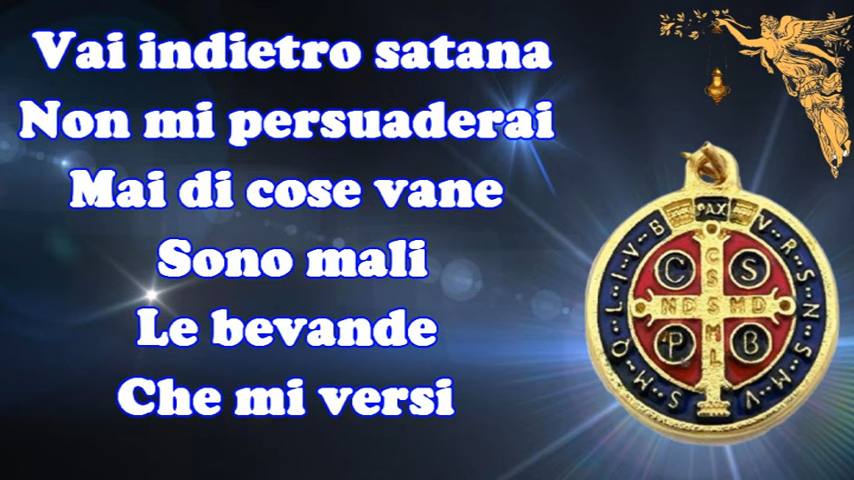 Vai indietro satana
Non mi persuaderai
Mai di cose vane
Sono mali
Le bevande
Che mi versi
PAX
V·R·S·N·S·M·V
S·M·Q·L·I·V·B
C S
P B
C S S M L
N D S M D